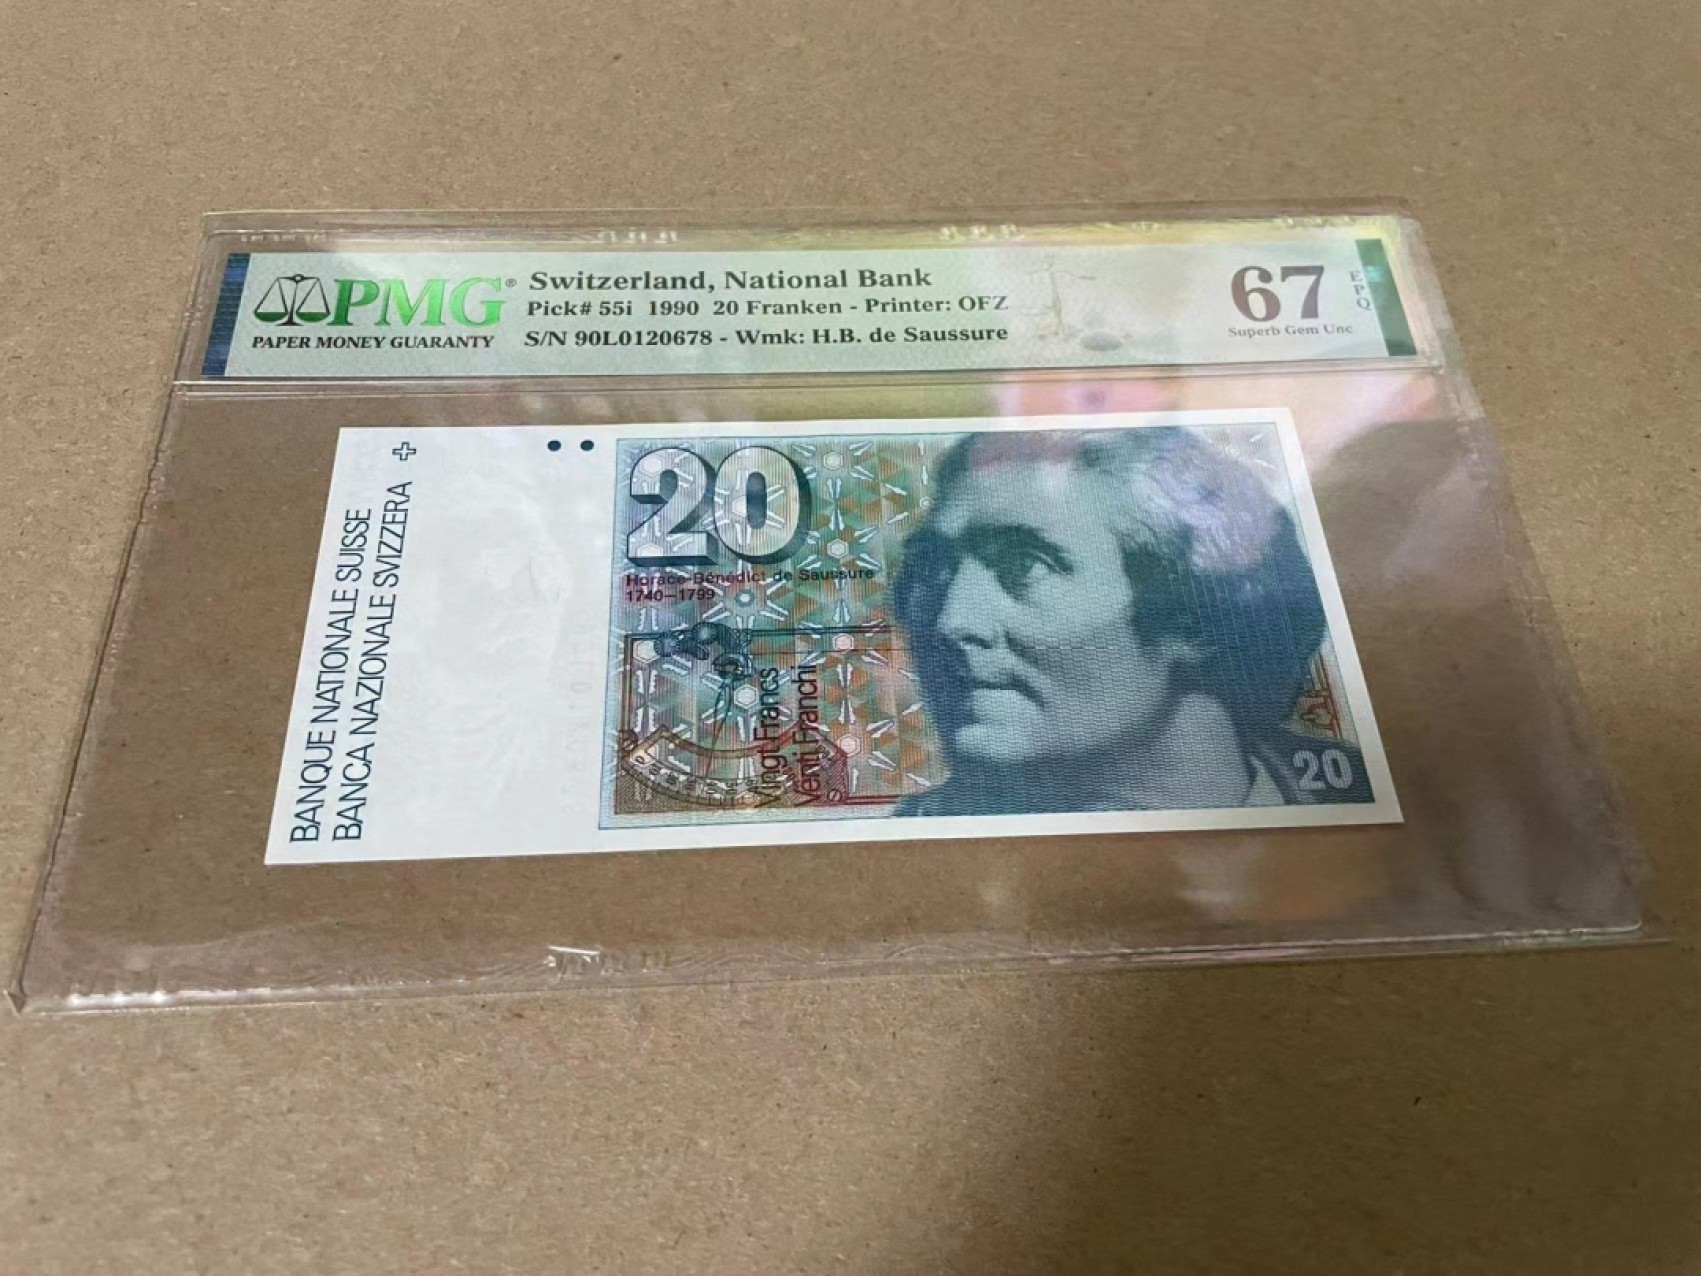 PMG®
PAPER MONEY GUARANTY
Switzerland, National Bank
Pick# 55i 1990 20 Franken - Printer: OFZ
S/N 90L0120678 - Wmk: H.B. de Saussure
67
EPQ
Superb Gem Unc
BANQUE NATIONALE SUISSE
BANCA NAZIONALE SVIZZERA
20
Horace-Bénédict de Saussure
1740–1799
Vingt Francs
Venti Franchi
20